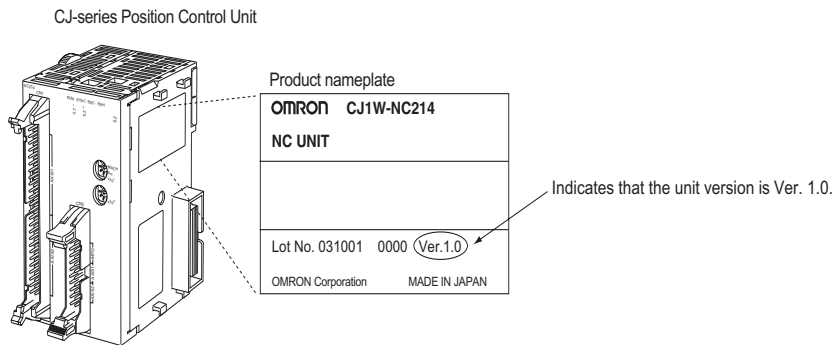 CJ-series Position Control Unit
Product nameplate
OMRON CJ1W-NC214
NC UNIT
Indicates that the unit version is Ver. 1.0.
Lot No. 031001 0000 Ver.1.0
OMRON Corporation MADE IN JAPAN